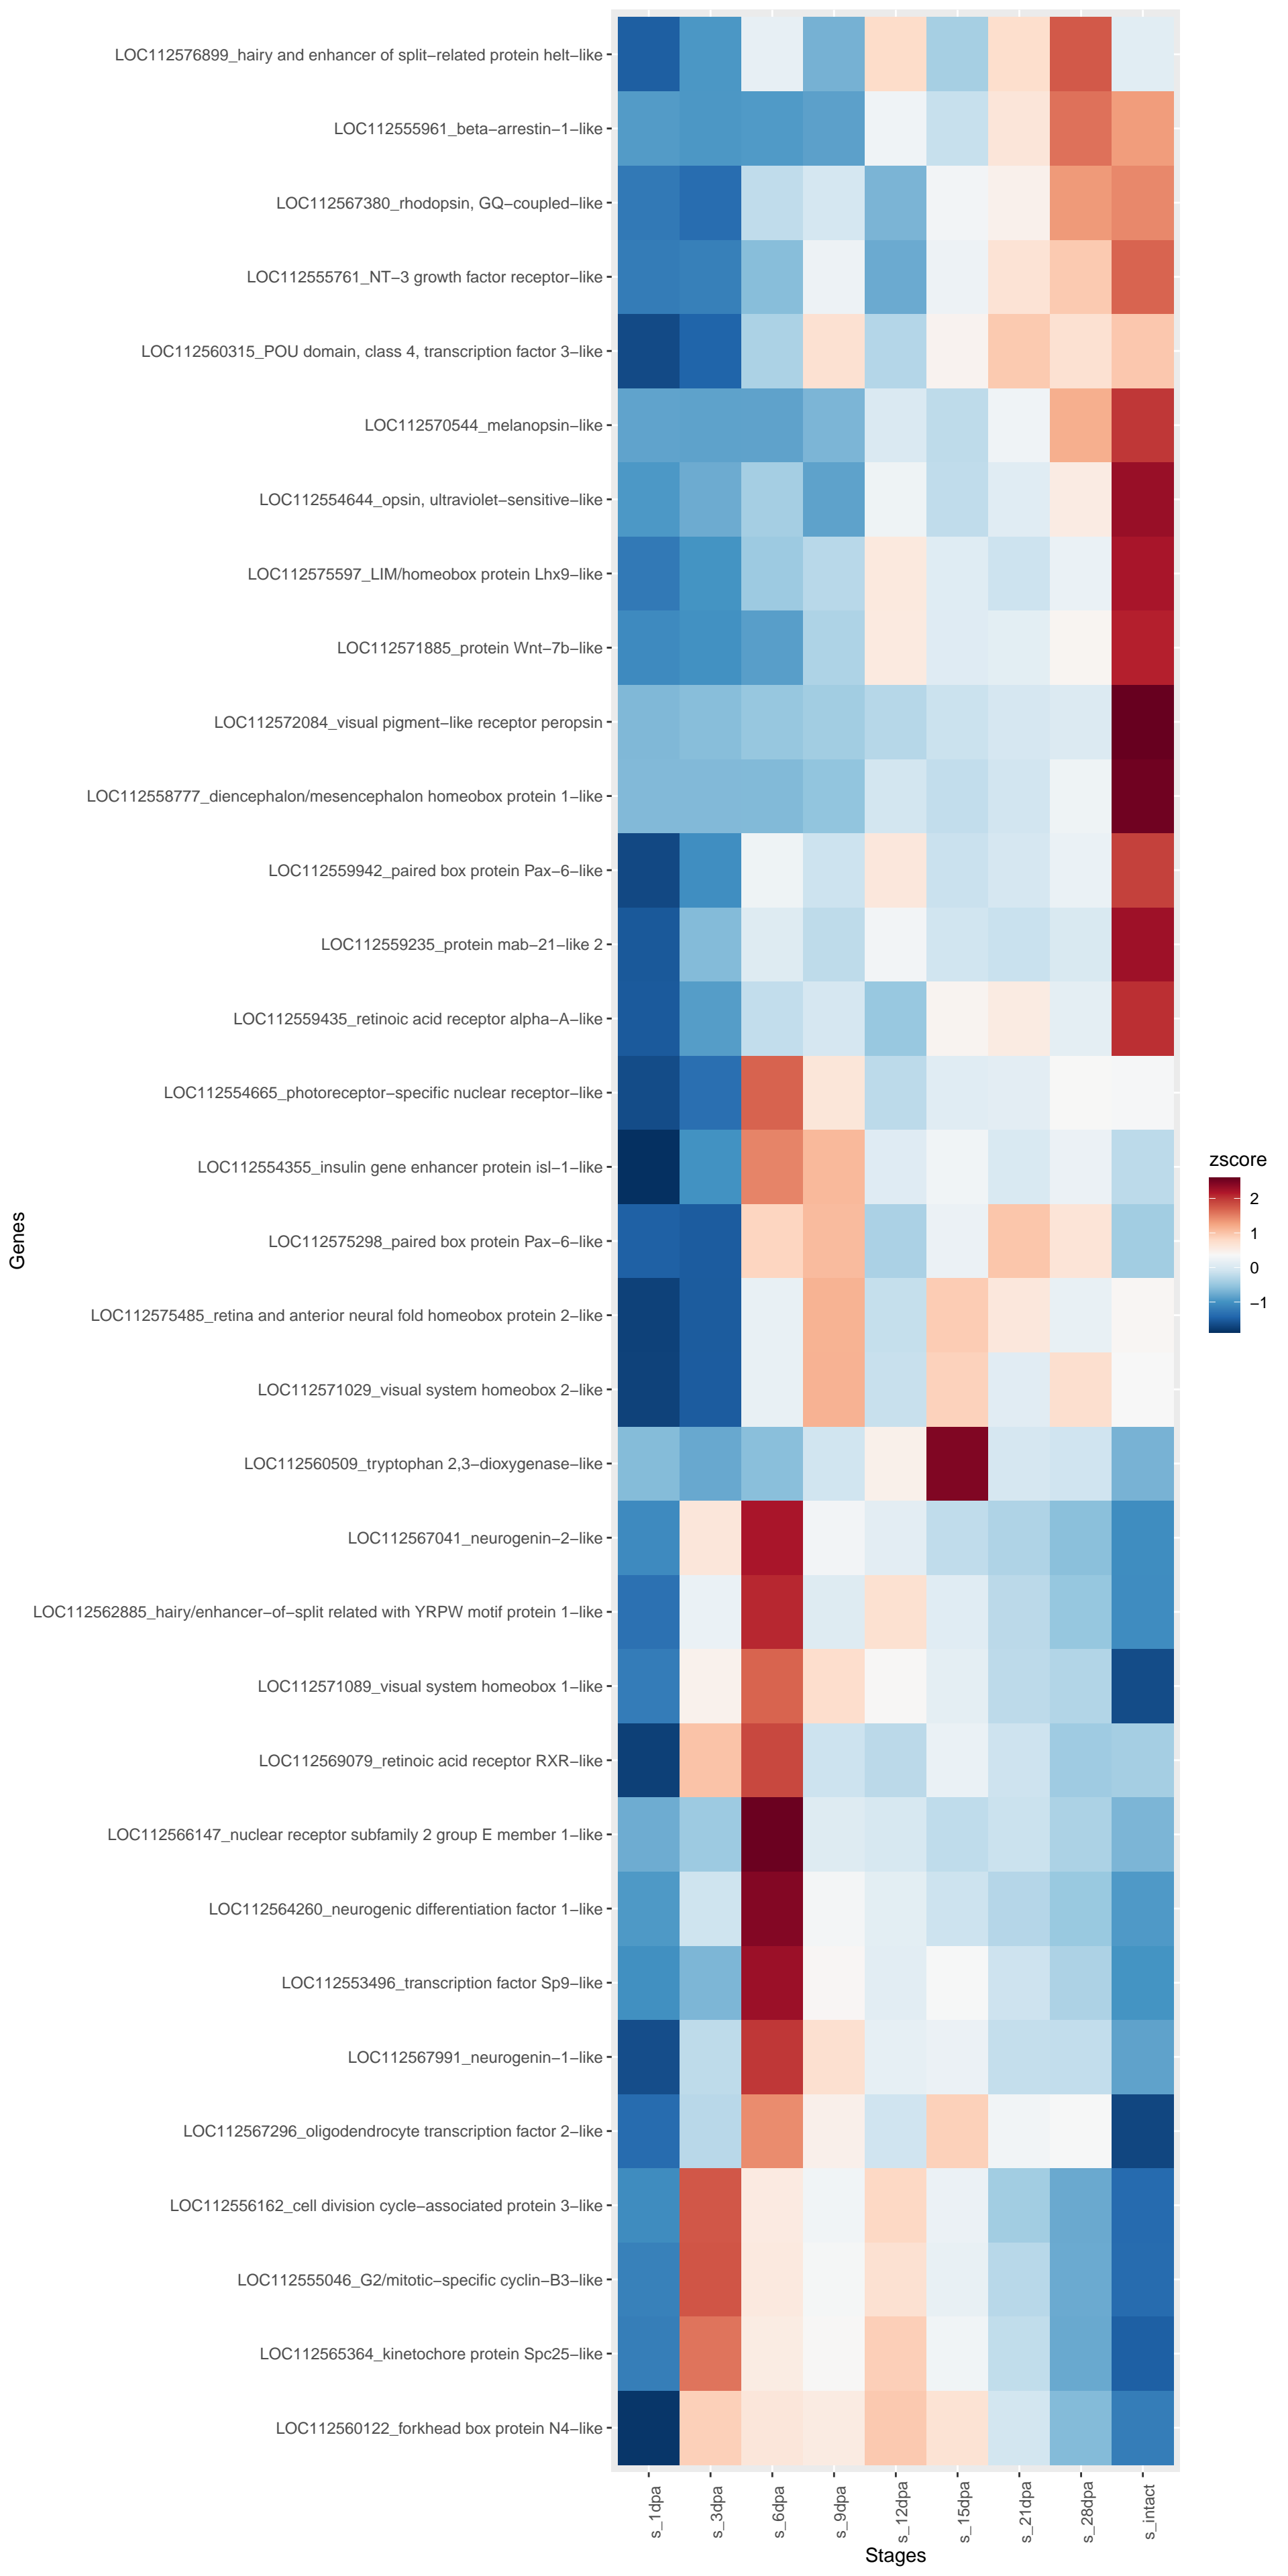 LOC112576899_hairy and enhancer of split−related protein helt−like
LOC112555961_beta−arrestin−1−like
LOC112567380_rhodopsin, GQ−coupled−like
LOC112555761_NT−3 growth factor receptor−like
LOC112560315_POU domain, class 4, transcription factor 3−like
LOC112570544_melanopsin−like
LOC112554644_opsin, ultraviolet−sensitive−like
LOC112575597_LIM/homeobox protein Lhx9−like
LOC112571885_protein Wnt−7b−like
LOC112572084_visual pigment−like receptor peropsin
LOC112558777_diencephalon/mesencephalon homeobox protein 1−like
LOC112559942_paired box protein Pax−6−like
LOC112559235_protein mab−21−like 2
LOC112559435_retinoic acid receptor alpha−A−like
LOC112554665_photoreceptor−specific nuclear receptor−like
LOC112554355_insulin gene enhancer protein isl−1−like
LOC112575298_paired box protein Pax−6−like
LOC112575485_retina and anterior neural fold homeobox protein 2−like
LOC112571029_visual system homeobox 2−like
LOC112560509_tryptophan 2,3−dioxygenase−like
LOC112567041_neurogenin−2−like
LOC112562885_hairy/enhancer−of−split related with YRPW motif protein 1−like
LOC112571089_visual system homeobox 1−like
LOC112569079_retinoic acid receptor RXR−like
LOC112566147_nuclear receptor subfamily 2 group E member 1−like
LOC112564260_neurogenic differentiation factor 1−like
LOC112553496_transcription factor Sp9−like
LOC112567991_neurogenin−1−like
LOC112567296_oligodendrocyte transcription factor 2−like
LOC112556162_cell division cycle−associated protein 3−like
LOC112555046_G2/mitotic−specific cyclin−B3−like
LOC112565364_kinetochore protein Spc25−like
LOC112560122_forkhead box protein N4−like
Genes
s_1dpa
s_3dpa
s_6dpa
s_9dpa
s_12dpa
s_15dpa
s_21dpa
s_28dpa
s_intact
Stages
zscore
2
1
0
−1